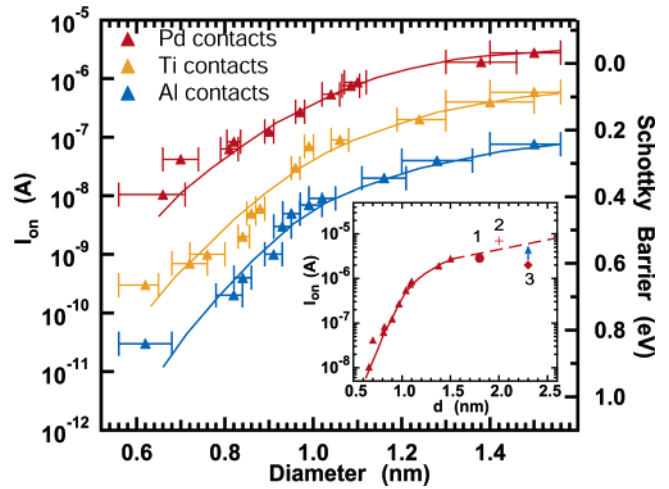 10⁻⁵
10⁻⁶
10⁻⁷
10⁻⁸
10⁻⁹
10⁻¹⁰
10⁻¹¹
10⁻¹²
I_on (A)
Pd contacts
Ti contacts
Al contacts
0.6 0.8 1.0 1.2 1.4
Diameter (nm)
-0.0
0.2
0.4
0.6
0.8
1.0
Schottky Barrier (eV)
10⁻⁵
10⁻⁶
10⁻⁷
10⁻⁸
I_on (A)
1
2
3
0.5 1.0 1.5 2.0 2.5
d (nm)